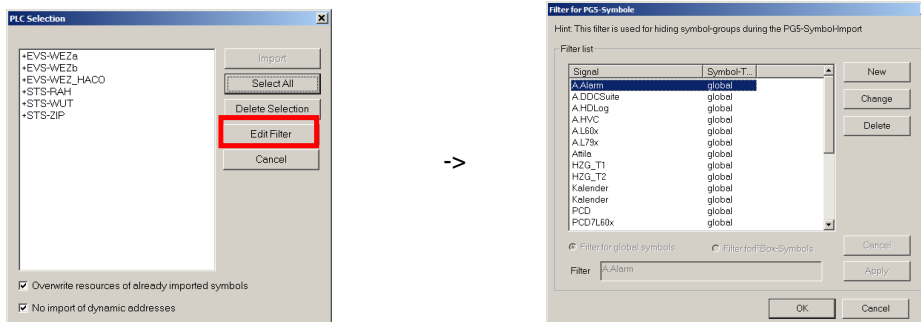 PLC Selection
+EVS-WEZa
+EVS-WEZb
+EVS-WEZ_HACO
+STS-RAH
+STS-WUT
+STS-ZIP
Import
Select All
Delete Selection
Edit Filter
Cancel
Overwrite resources of already imported symbols
No import of dynamic addresses
->
Filter for PG5-Symbole
Hint: This filter is used for hiding symbol-groups during the PG5-Symbol-Import
Filter list
Signal Symbol-T...
A.Alarm global
A.DDCSuite global
A.HDLog global
A.HVC global
A.L60x global
A.L79x global
Attila global
HZG_T1 global
HZG_T2 global
Kalender global
Kalender global
PCD global
PCD7L60x global
New
Change
Delete
Filter for global symbols Filter for FBox-Symbols
Filter A.Alarm
Cancel
Apply
OK Cancel